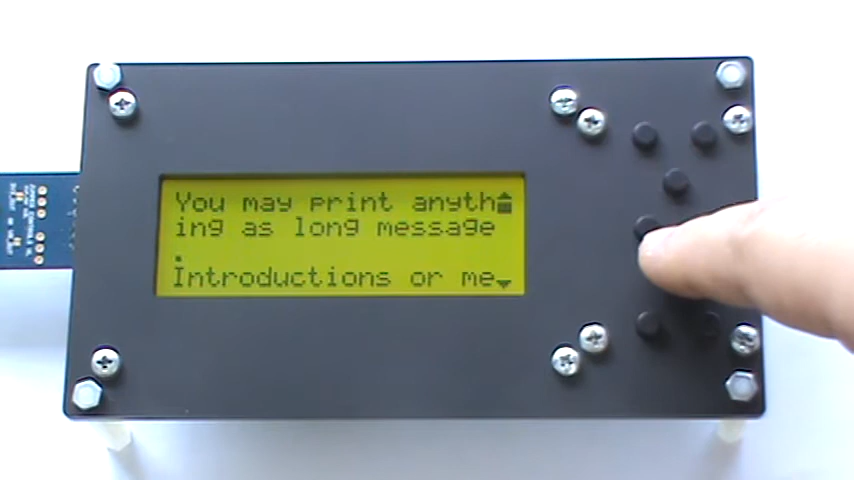 You may print anyth
ing as long message
.
Introductions or me